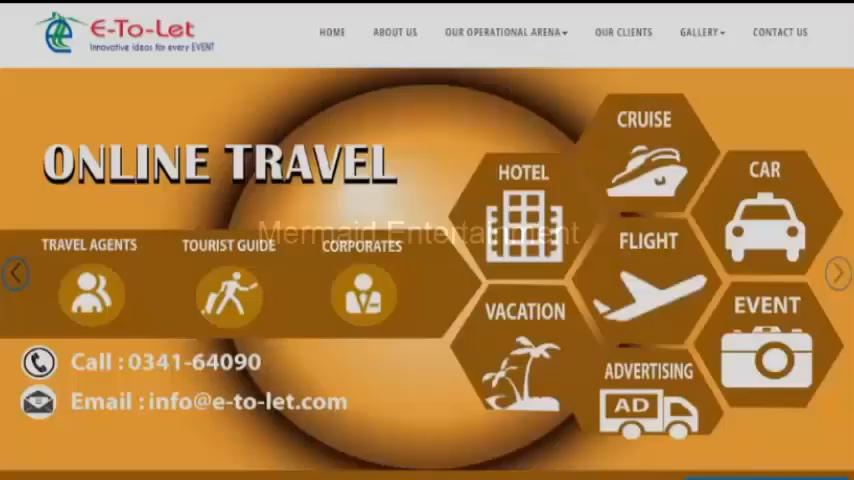 E-To-Let
Innovative ideas for every EVENT
HOME ABOUT US OUR OPERATIONAL ARENA OUR CLIENTS GALLERY CONTACT US
ONLINE TRAVEL
TRAVEL AGENTS TOURIST GUIDE CORPORATES
Call : 0341-64090
Email : info@e-to-let.com
CRUISE
HOTEL
CAR
FLIGHT
VACATION
EVENT
ADVERTISING
AD
Mermaid Entertainment